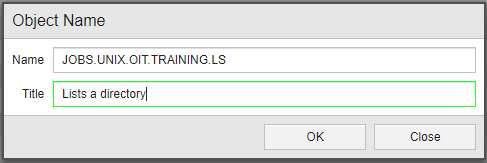 Object Name
Name JOBS.UNIX.OIT.TRAINING.LS
Title Lists a directory
OK Close